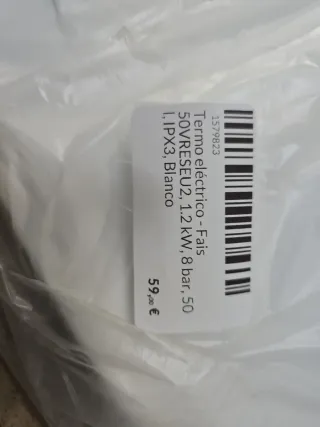 1579823
Termo eléctrico - Fais
50VRESEU2, 1.2 kW, 8 bar, 50
l, IPX3, Blanco
59,00 €